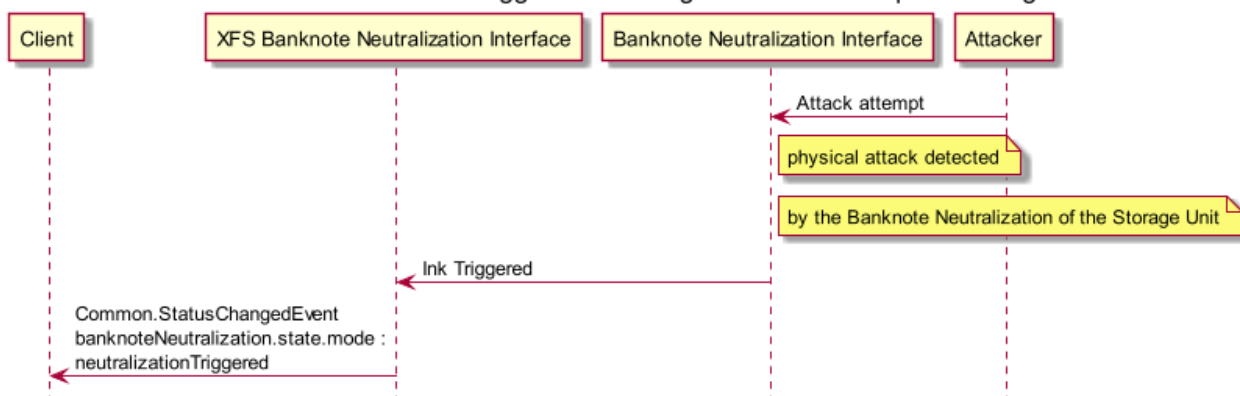 Client
XFS Banknote Neutralization Interface
Banknote Neutralization Interface
Attacker
Attack attempt
physical attack detected
by the Banknote Neutralization of the Storage Unit
Ink Triggered
Common.StatusChangedEvent
banknoteNeutralization.state.mode :
neutralizationTriggered